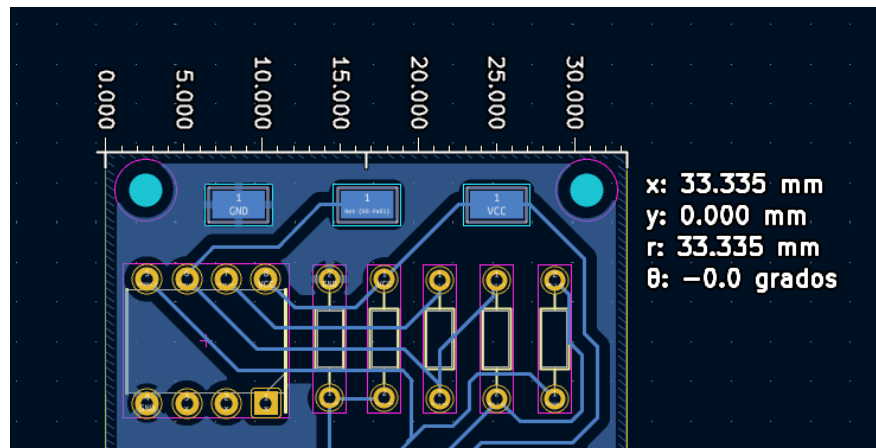 0.000
5.000
10.000
15.000
20.000
25.000
30.000
x: 33.335 mm
y: 0.000 mm
r: 33.335 mm
θ: −0.0 grados
1
GND
1
1
VCC